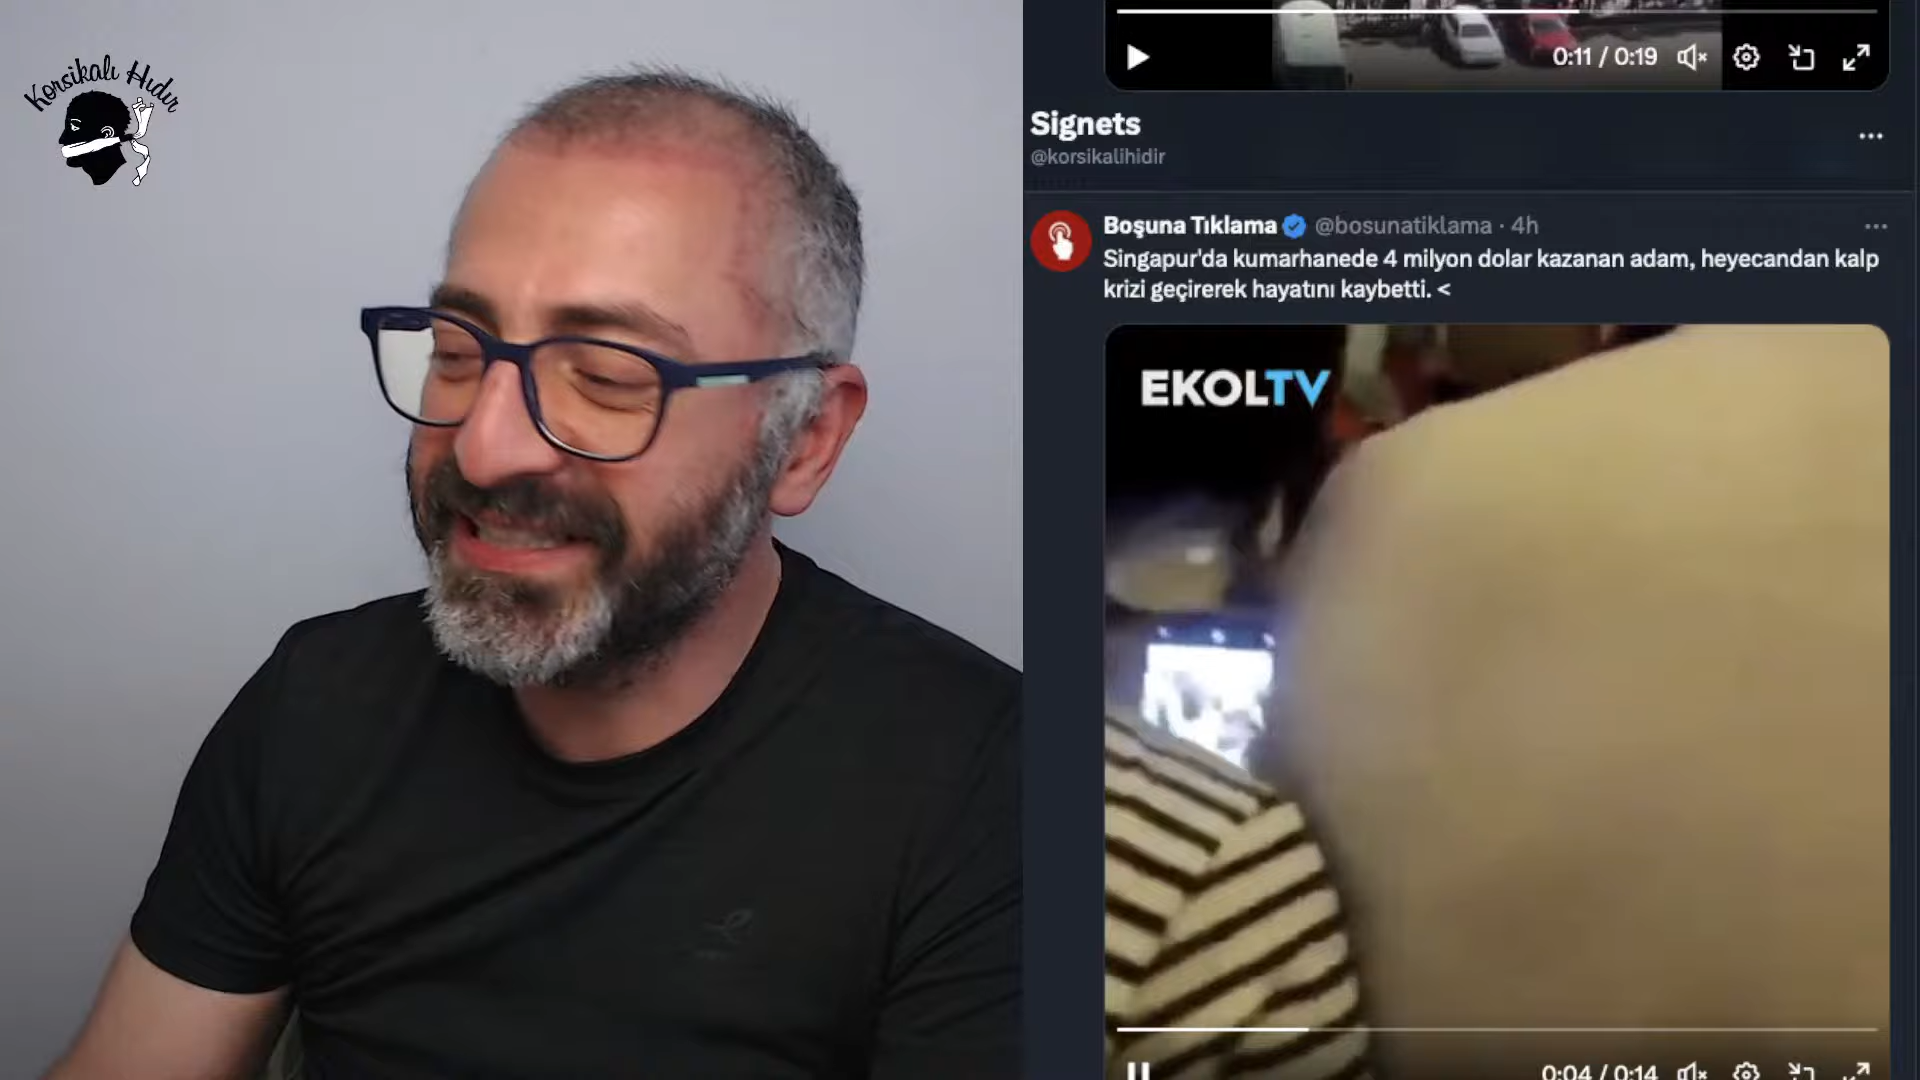 Korsikalı Hıdır
0:11 / 0:19
Signets
@korsikalihidir
Boşuna Tıklama @bosunatiklama · 4h
Singapur'da kumarhanede 4 milyon dolar kazanan adam, heyecandan kalp
krizi geçirerek hayatını kaybetti. <
EKOLTV
0:04 / 0:14